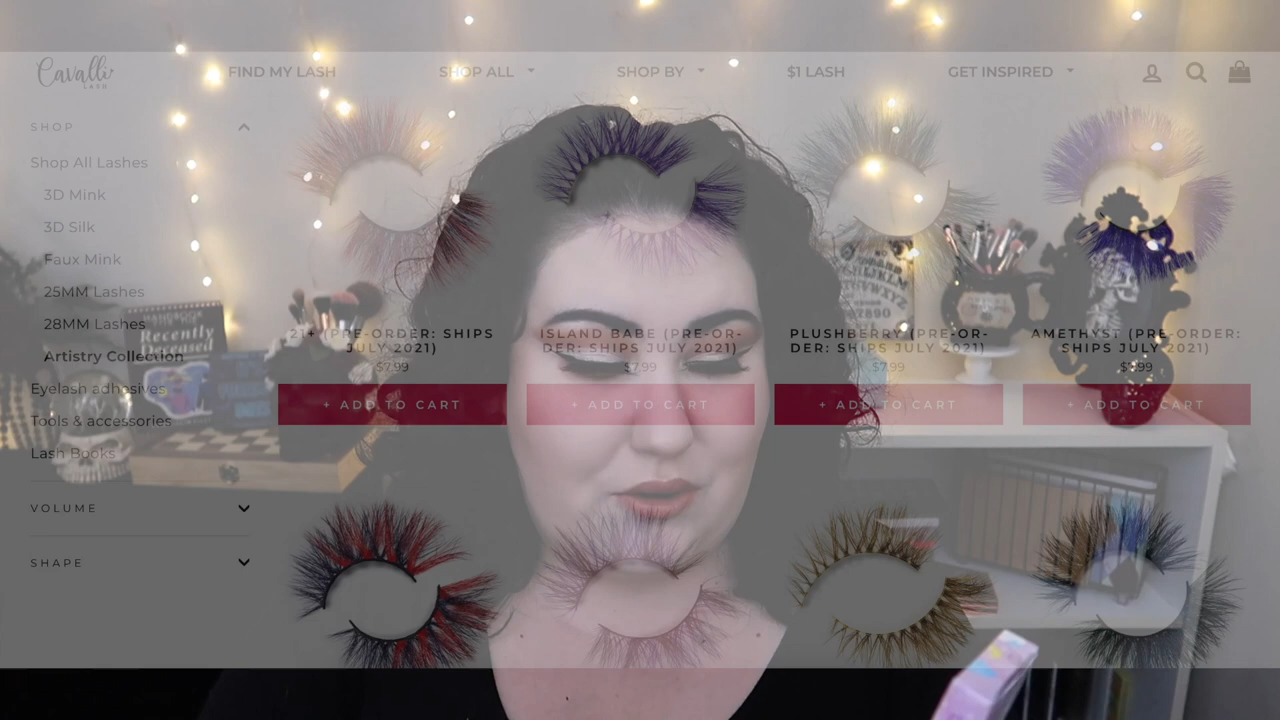 Cavalli
LASH
FIND MY LASH
SHOP ALL
SHOP BY
$1 LASH
GET INSPIRED
SHOP
Shop All Lashes
3D Mink
3D Silk
Faux Mink
25MM Lashes
28MM Lashes
Artistry Collection
Eyelash adhesives
Tools & accessories
Lash Books
VOLUME
SHAPE
21+ (PRE-ORDER: SHIPS
JULY 2021)
$7.99
+ ADD TO CART
ISLAND BABE (PRE-OR-
DER: SHIPS JULY 2021)
$7.99
+ ADD TO CART
PLUSHBERRY (PRE-OR-
DER: SHIPS JULY 2021)
$7.99
+ ADD TO CART
AMETHYST (PRE-ORDER:
SHIPS JULY 2021)
$7.99
+ ADD TO CART
Recently
Deceased